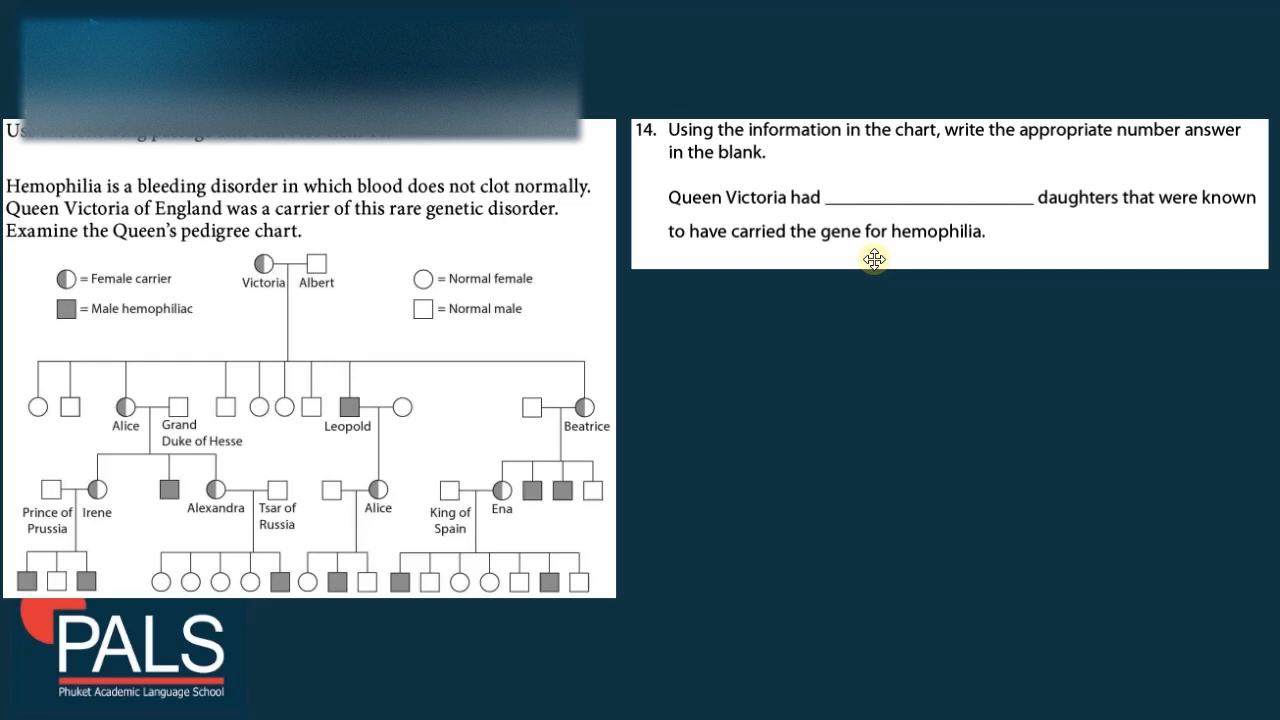 Hemophilia is a bleeding disorder in which blood does not clot normally.
Queen Victoria of England was a carrier of this rare genetic disorder.
Examine the Queen's pedigree chart.
= Female carrier
= Male hemophiliac
Victoria
Albert
= Normal female
= Normal male
Alice
Grand
Duke of Hesse
Leopold
Beatrice
Prince of
Prussia
Irene
Alexandra
Tsar of
Russia
Alice
King of
Spain
Ena
PALS
Phuket Academic Language School
14. Using the information in the chart, write the appropriate number answer
in the blank.
Queen Victoria had ______________________ daughters that were known
to have carried the gene for hemophilia.